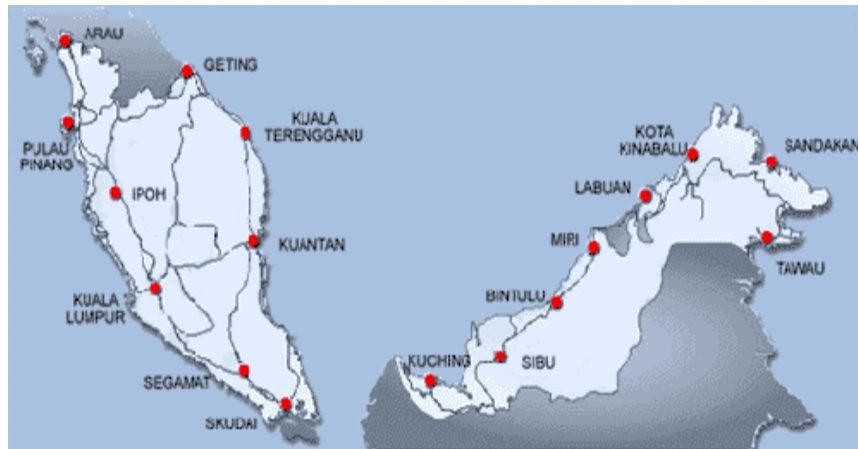 ARAU
GETING
KUALA
TERENGGANU
PULAU
PINANG
IPOH
KUANTAN
KUALA
LUMPUR
SEGAMAT
SKUDAI
KOTA
KINABALU
SANDAKAN
LABUAN
MIRI
TAWAU
BINTULU
KUCHING
SIBU